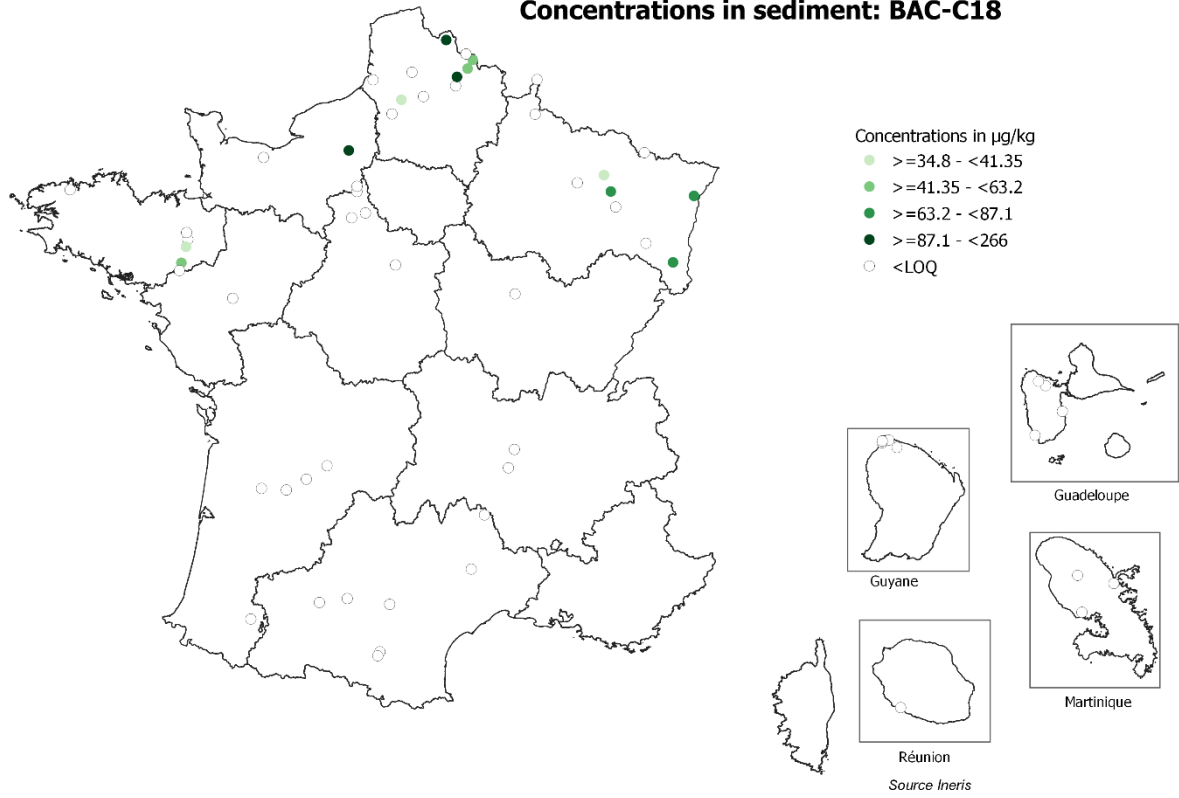 Concentrations in sediment: BAC-C18
Concentrations in µg/kg
>=34.8 - <41.35
>=41.35 - <63.2
>=63.2 - <87.1
>=87.1 - <266
<LOQ
Guadeloupe
Guyane
Martinique
Réunion
Source Ineris